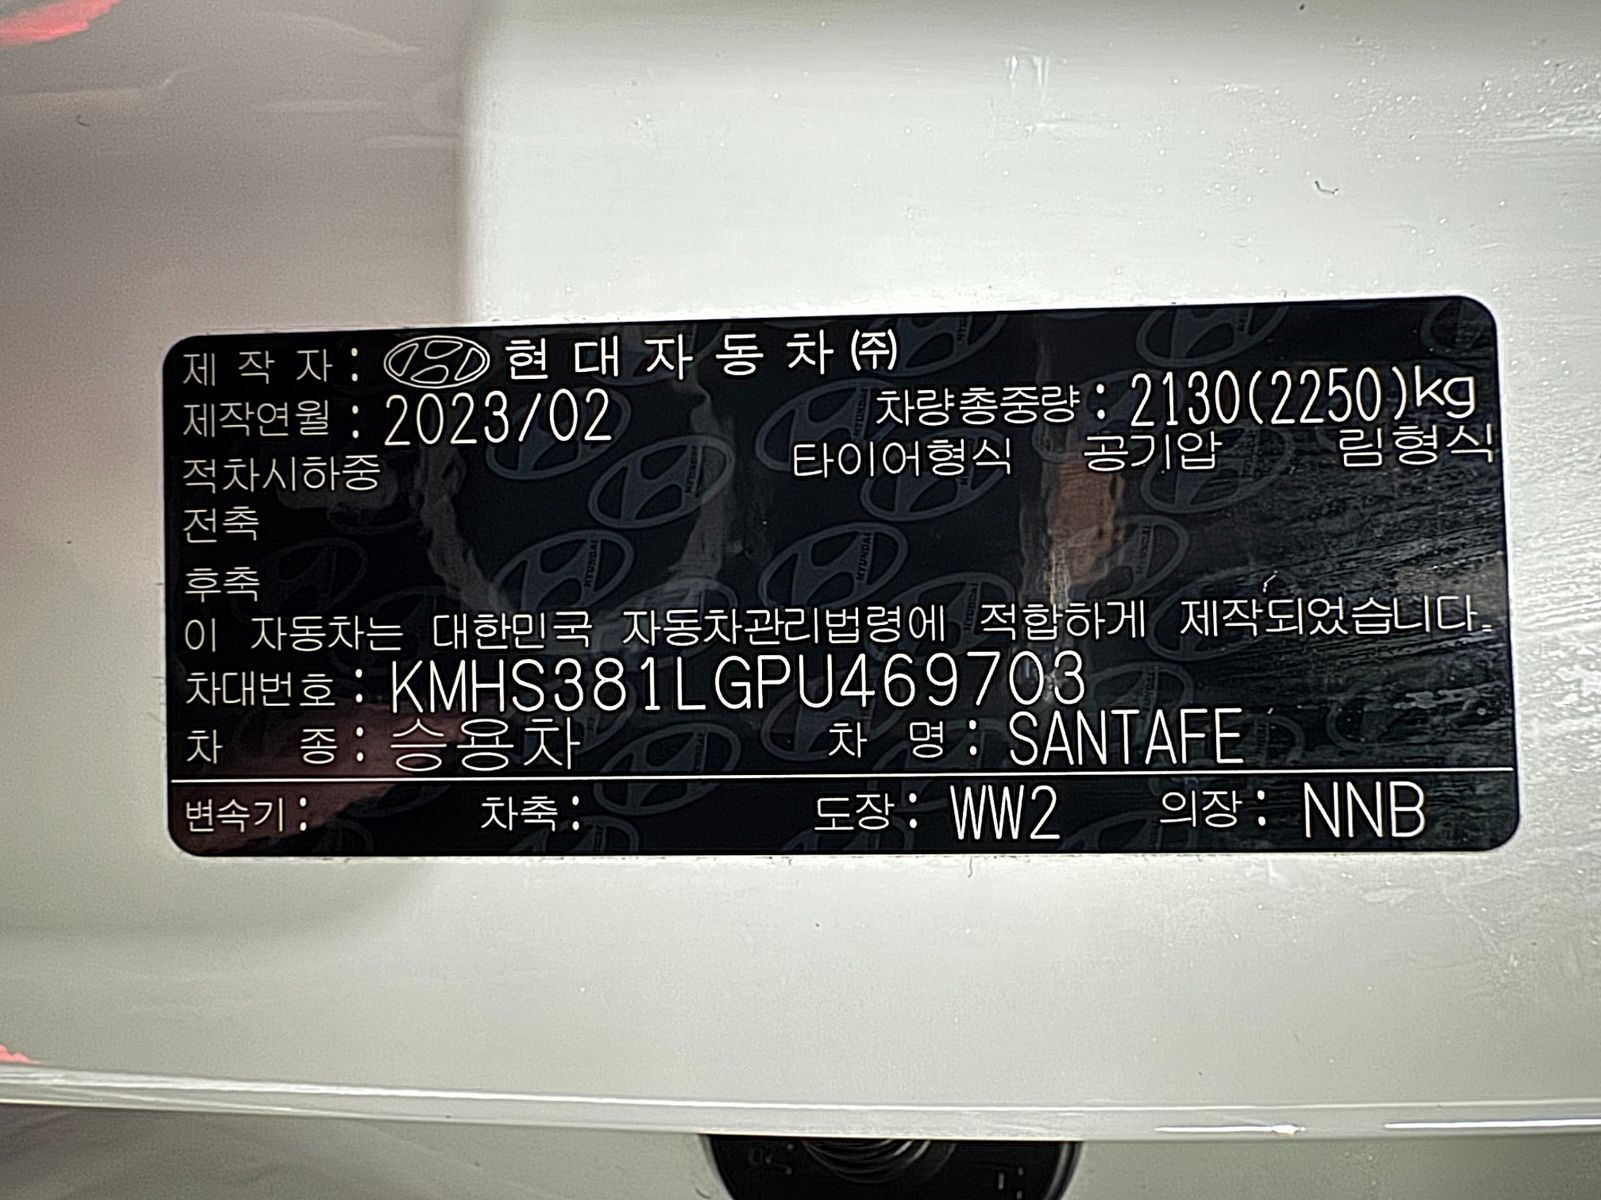 제 작 자 : 현 대 자 동 차 ㈜
제작연월 : 2023/02 차량총중량 : 2130(2250)kg
적차시하중 타이어형식 공기압 림형식
전축
후축
이 자동차는 대한민국 자동차관리법령에 적합하게 제작되었습니다.
차대번호 : KMHS381LGPU469703
차 종 : 승용차 차 명 : SANTAFE
변속기 : 차축 : 도장 : WW2 의장 : NNB